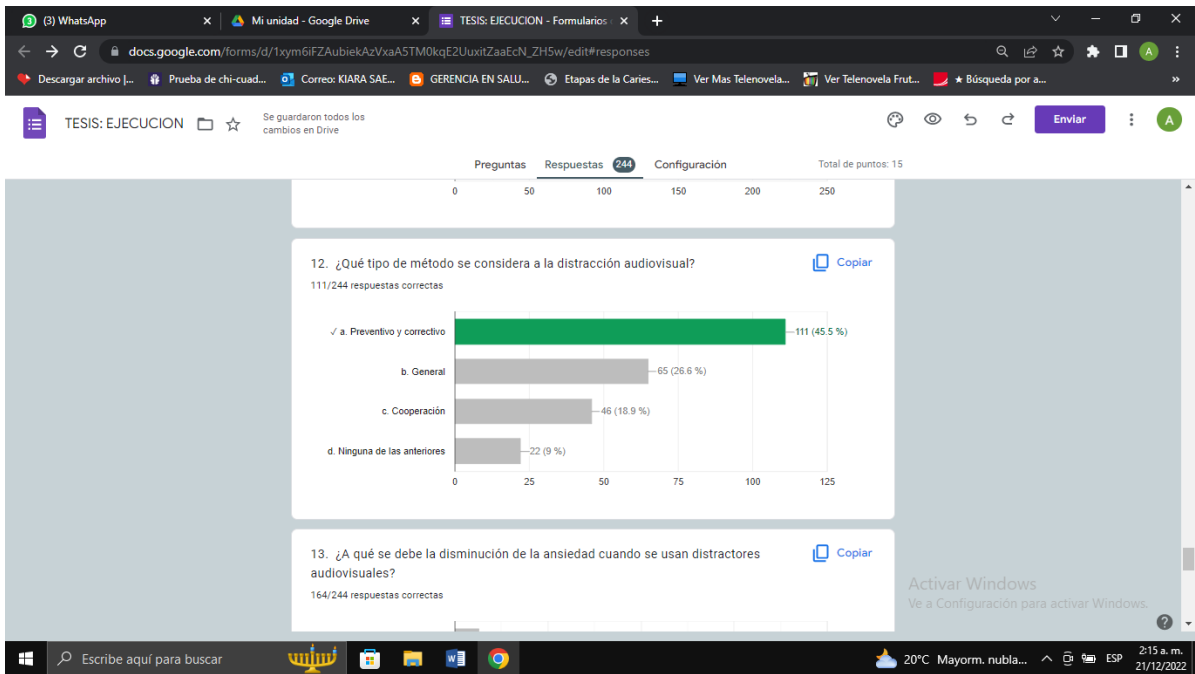 (3) WhatsApp
Mi unidad - Google Drive
TESIS: EJECUCION - Formularios
docs.google.com/forms/d/1xym6iFZAubiekAzVxaA5TM0kqE2UuxitZaaEcN_ZH5w/edit#responses
A
Descargar archivo |...
Prueba de chi-cuad...
Correo: KIARA SAE...
GERENCIA EN SALU...
Etapas de la Caries...
Ver Mas Telenovela...
Ver Telenovela Frut...
★ Búsqueda por a...
»
TESIS: EJECUCION
Se guardaron todos los
cambios en Drive
Enviar
A
Preguntas
Respuestas 244
Configuración
Total de puntos: 15
0 50 100 150 200 250
12. ¿Qué tipo de método se considera a la distracción audiovisual?
Copiar
111/244 respuestas correctas
✓ a. Preventivo y correctivo
111 (45.5 %)
b. General
65 (26.6 %)
c. Cooperación
46 (18.9 %)
d. Ninguna de las anteriores
22 (9 %)
0 25 50 75 100 125
13. ¿A qué se debe la disminución de la ansiedad cuando se usan distractores
audiovisuales?
Copiar
164/244 respuestas correctas
Activar Windows
Ve a Configuración para activar Windows.
Escribe aquí para buscar
20°C Mayorm. nubla...
ESP
2:15 a. m.
21/12/2022